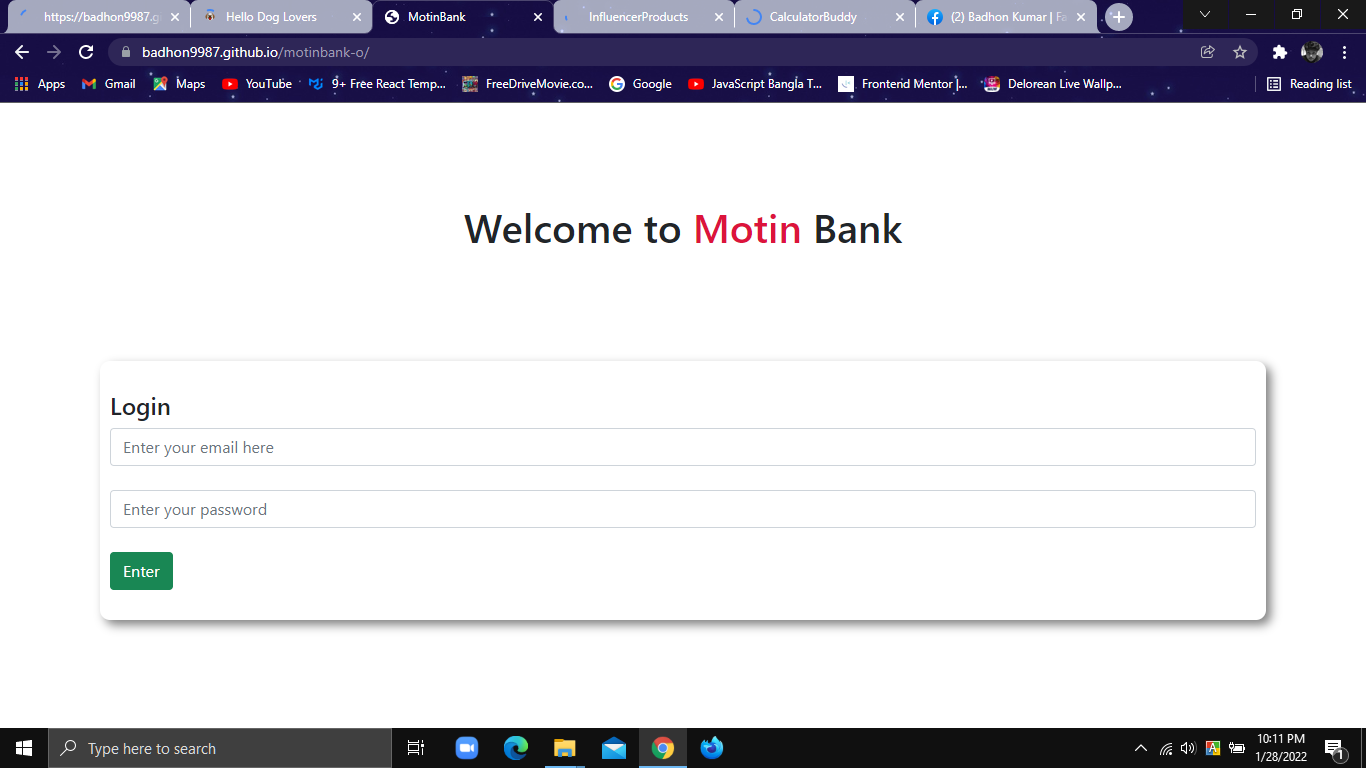 https://badhon9987.g
Hello Dog Lovers
MotinBank
InfluencerProducts
CalculatorBuddy
(2) Badhon Kumar | Fa
badhon9987.github.io/motinbank-o/
Apps
Gmail
Maps
YouTube
9+ Free React Temp...
FreeDriveMovie.co...
Google
JavaScript Bangla T...
Frontend Mentor |...
Delorean Live Wallp...
Reading list
Welcome to Motin Bank
Login
Enter your email here
Enter your password
Enter
Type here to search
10:11 PM
1/28/2022
1